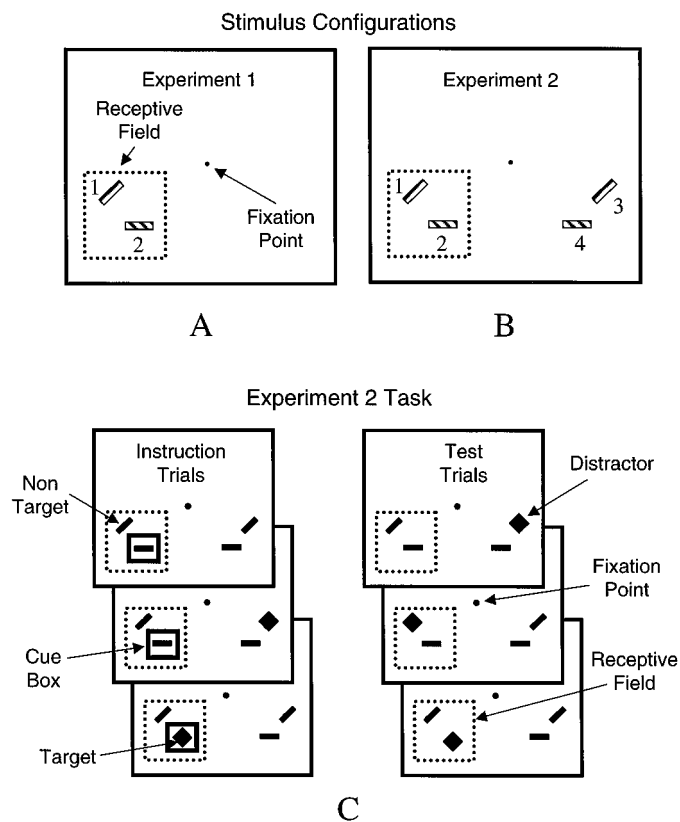 Stimulus Configurations
Experiment 1
Receptive
Field
1
2
Fixation
Point
A
Experiment 2
1
2
3
4
B
Experiment 2 Task
Instruction
Trials
Non
Target
Cue
Box
Target
Test
Trials
Distractor
Fixation
Point
Receptive
Field
C